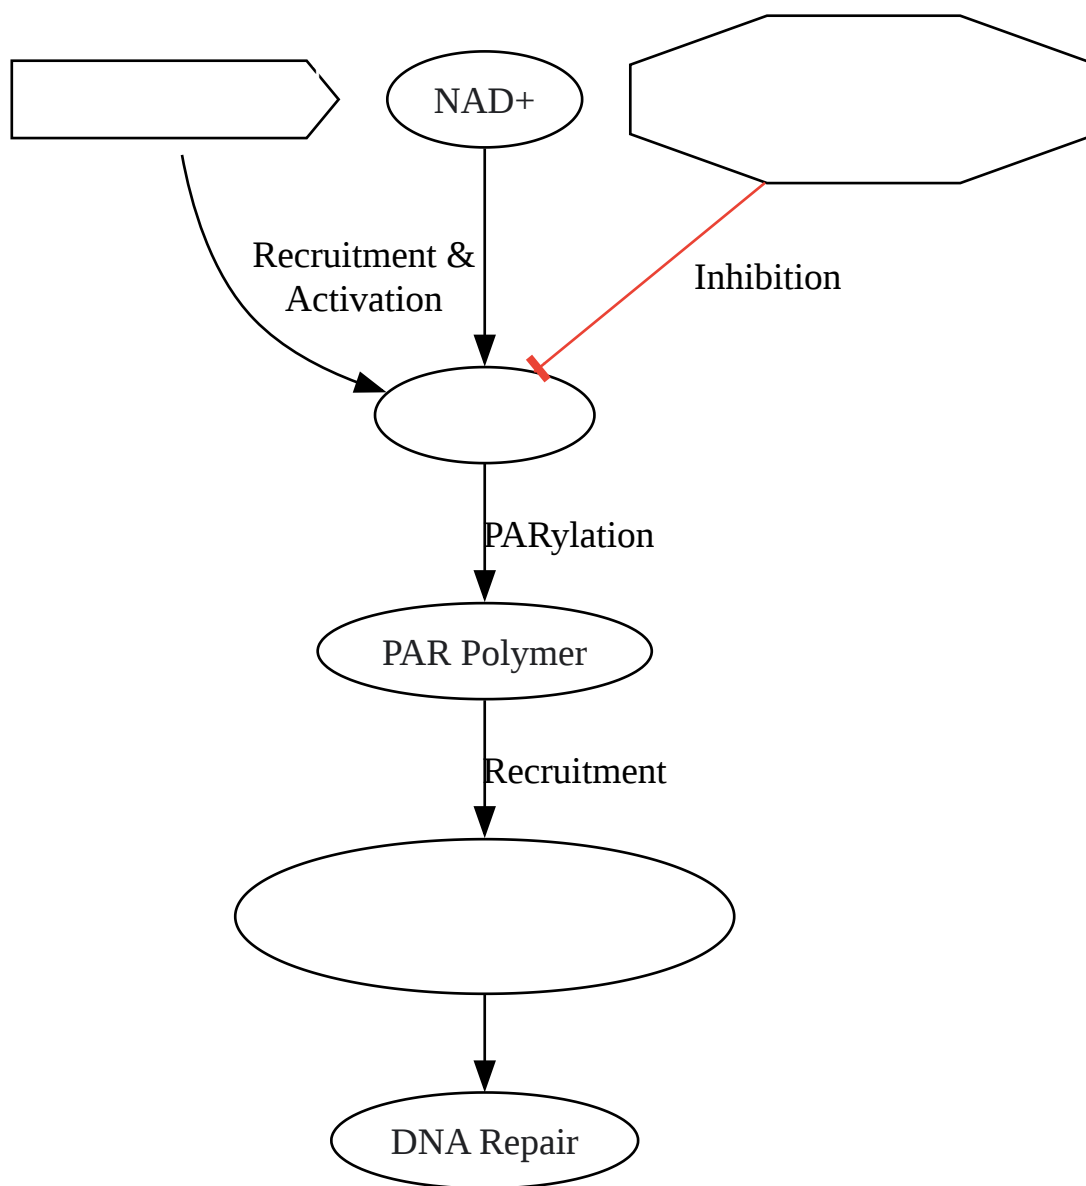 NAD+
Recruitment &
Activation
Inhibition
PARylation
PAR Polymer
Recruitment
DNA Repair